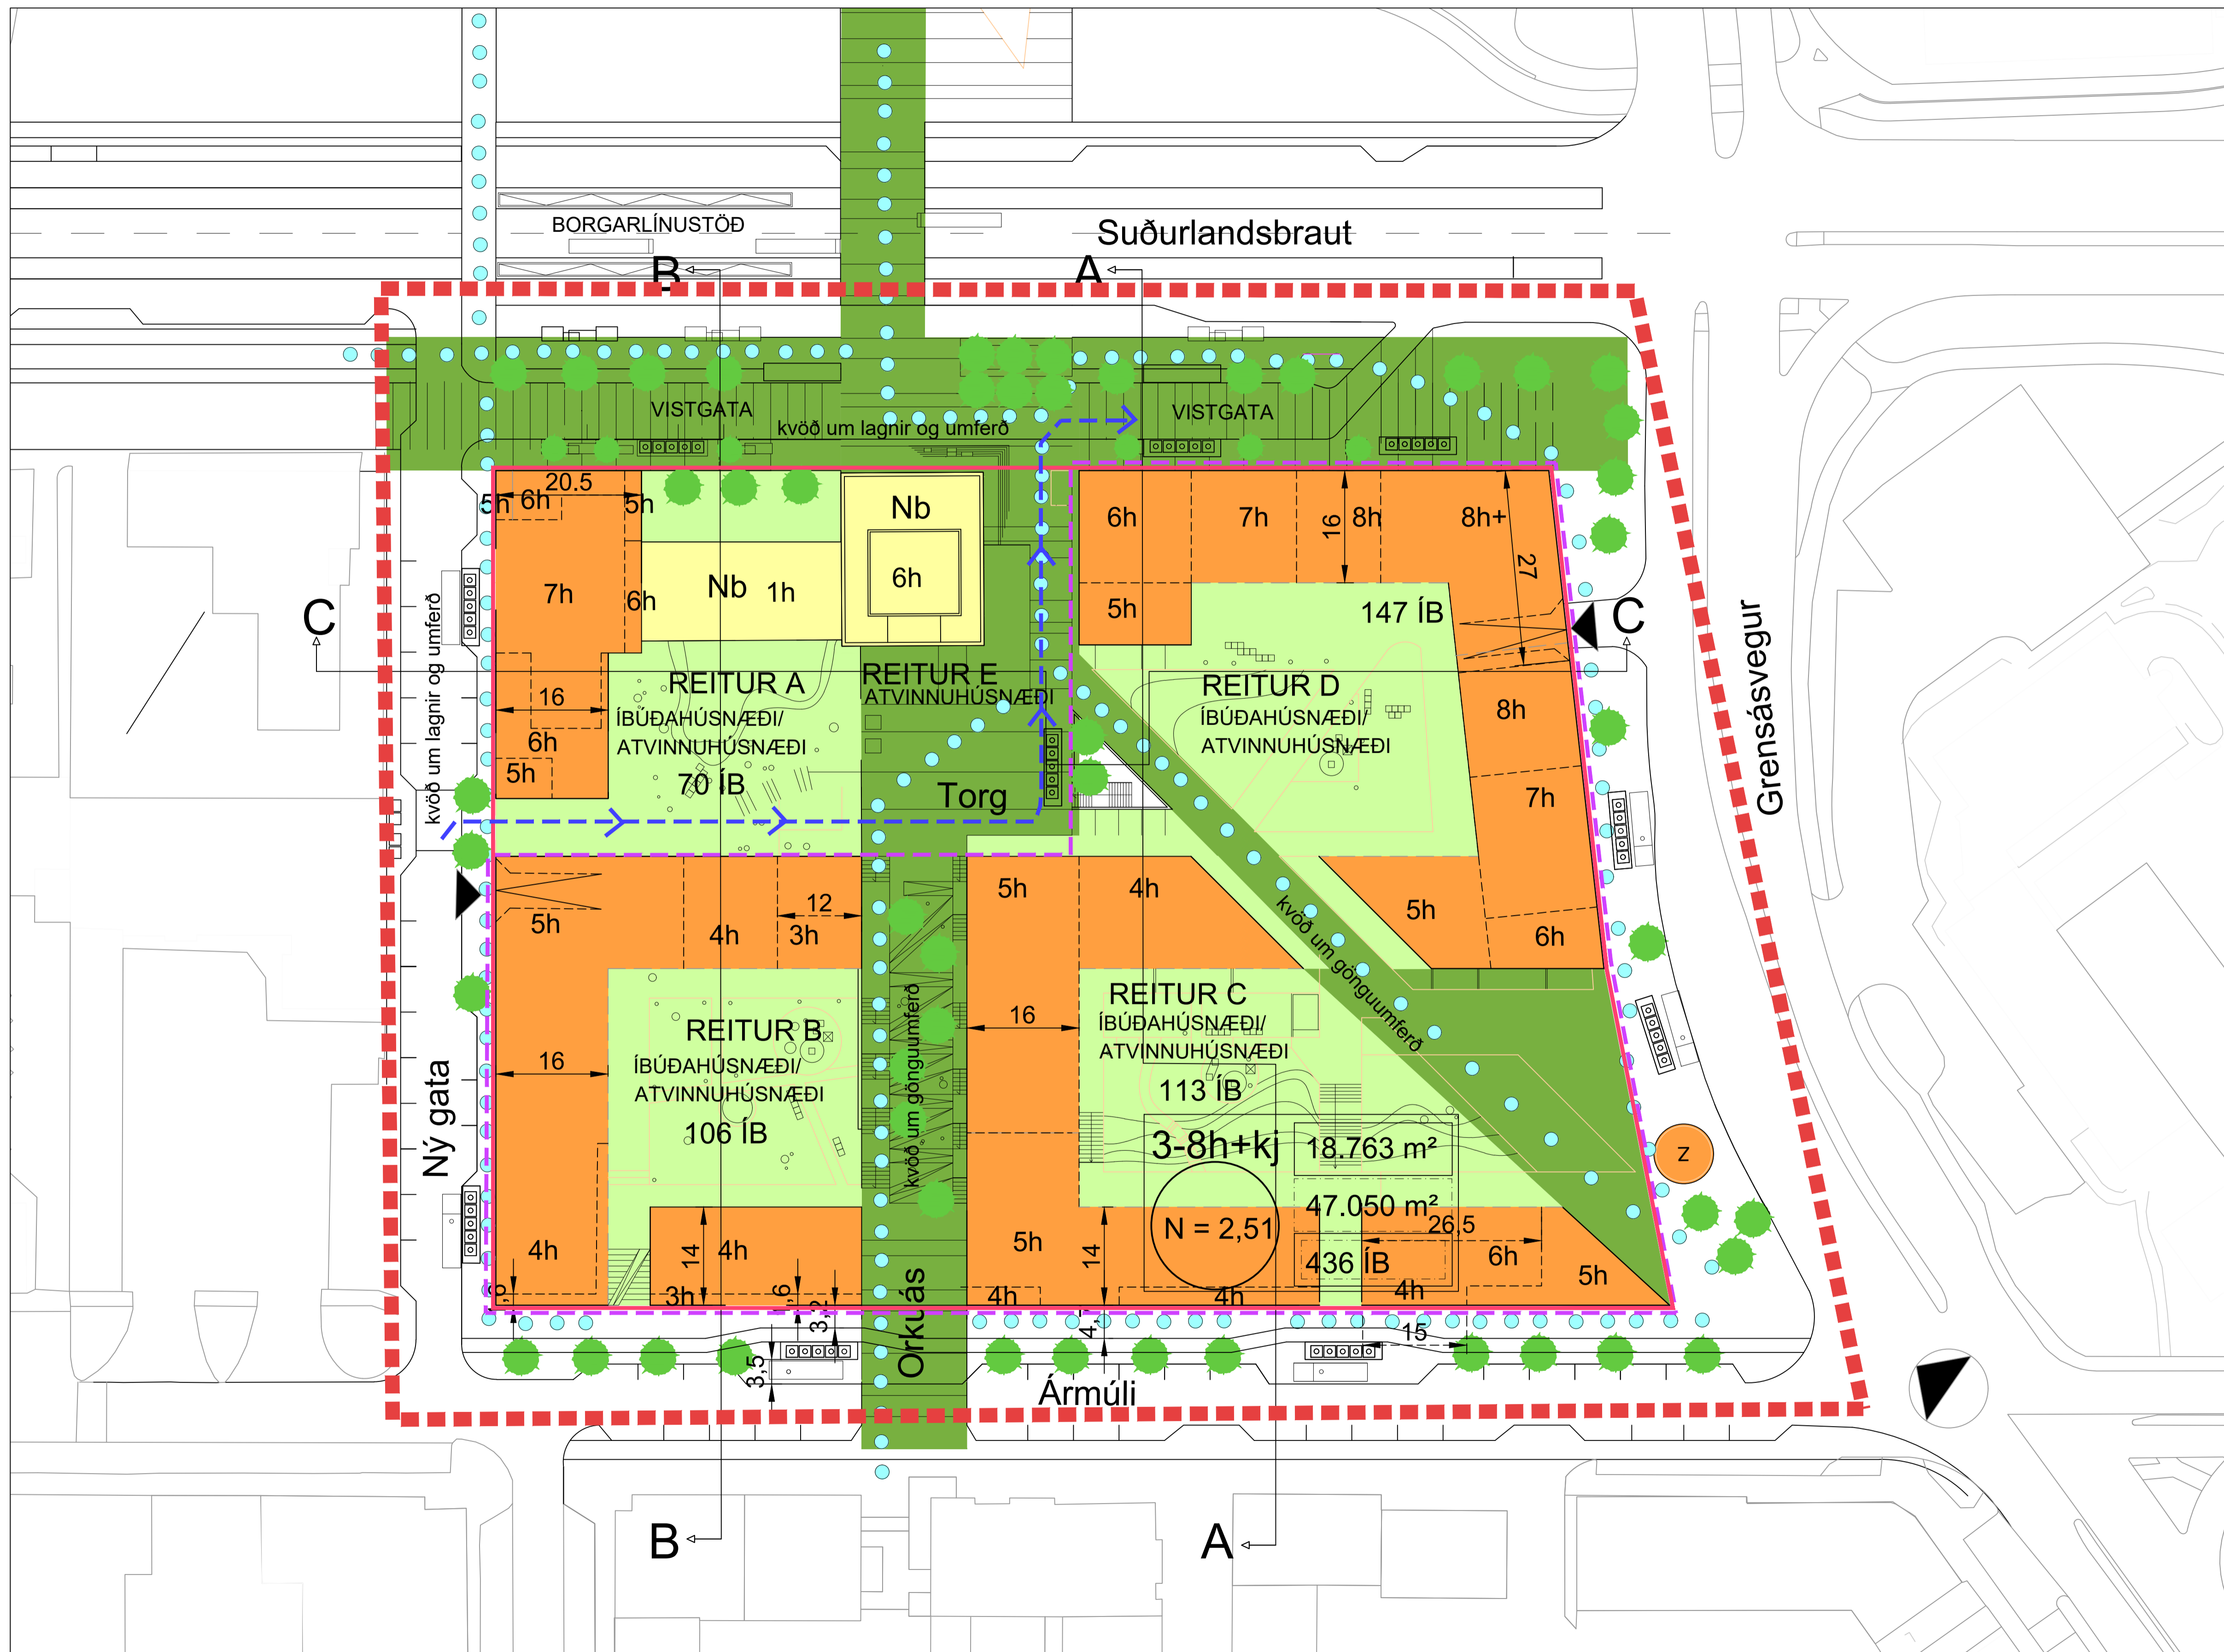 BORGARLÍNUSTÖÐ
Suðurlandsbraut
B
A
VISTGATA
VISTGATA
kvöð um lagnir og umferð
5h
6h
20.5
5h
Nb
6h
7h
16
8h
8h+
27
7h
6h
Nb
1h
6h
5h
147 ÍB
C
C
kvöð um lagnir og umferð
Grensásvegur
REITUR A
ÍBÚÐAHÚSNÆÐI/
ATVINNUHÚSNÆÐI
70 ÍB
REITUR E
ATVINNUHÚSNÆÐI
REITUR D
ÍBÚÐAHÚSNÆÐI/
ATVINNUHÚSNÆÐI
16
6h
5h
8h
7h
Torg
5h
4h
12
3h
5h
4h
5h
6h
kvöð um gönguumferð
kvöð um gönguumferð
REITUR B
ÍBÚÐAHÚSNÆÐI/
ATVINNUHÚSNÆÐI
106 ÍB
16
16
REITUR C
ÍBÚÐAHÚSNÆÐI/
ATVINNUHÚSNÆÐI
113 ÍB
Ný gata
3-8h+kj
18.763 m²
47.050 m²
N = 2,51
436 ÍB
z
4h
14
4h
3h
5h
14
26,5
6h
5h
4h
4h
4h
3,5
15
Orkuás
Ármúli
B
A